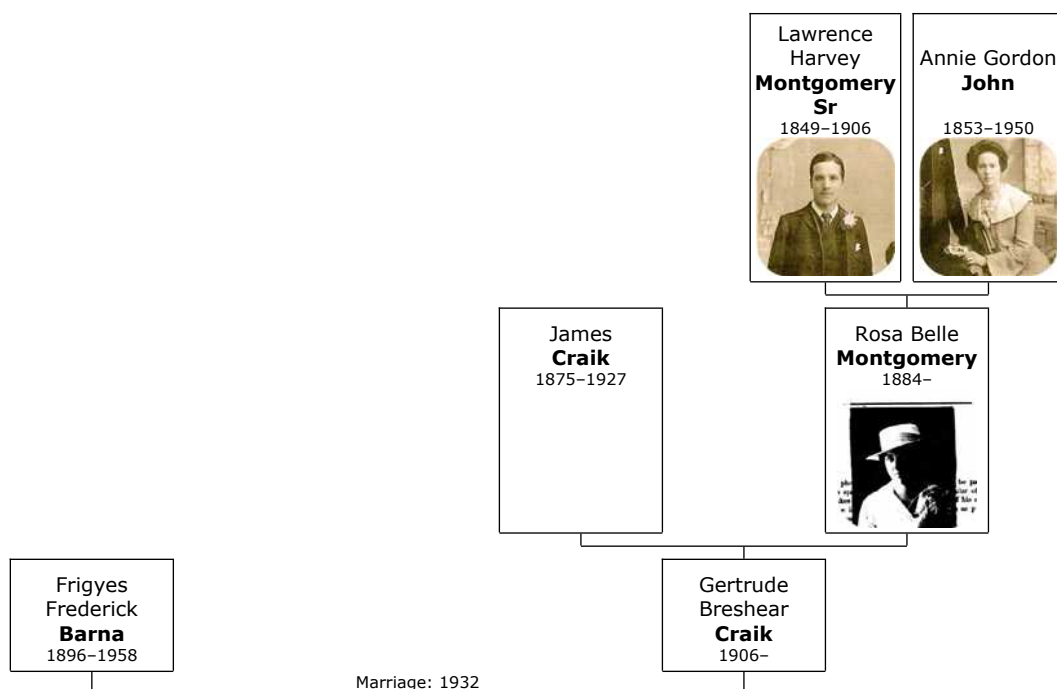 Lawrence
Harvey
Montgomery
Sr
1849–1906
Annie Gordon
John
1853–1950
James
Craik
1875–1927
Rosa Belle
Montgomery
1884–
Frigyes
Frederick
Barna
1896–1958
Gertrude
Breshear
Craik
1906–
Marriage: 1932